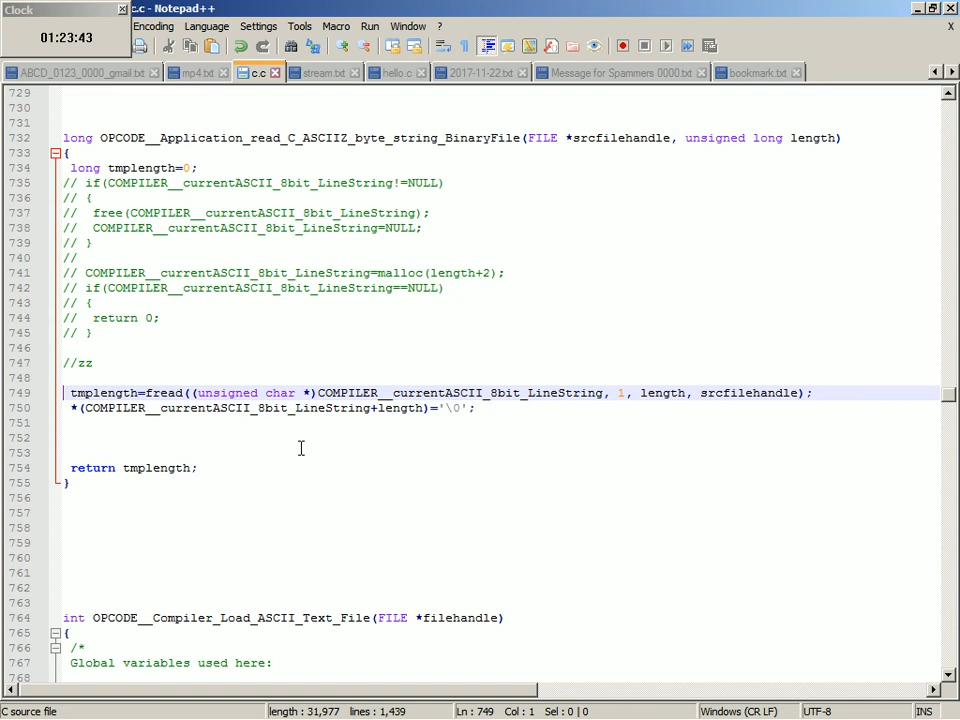 Clock
c.c - Notepad++
01:23:43
Encoding Language Settings Tools Macro Run Window ? X
ABCD_0123_0000_gmail.txt mp4.txt c.c stream.txt hello.c 2017-11-22.txt Message for Spammers 0000.txt bookmark.txt
729
730
731
732 long OPCODE__Application_read_C_ASCIIZ_byte_string_BinaryFile(FILE *srcfilehandle, unsigned long length)
733 {
734 long tmplength=0;
735 // if(COMPILER__currentASCII_8bit_LineString!=NULL)
736 // {
737 //  free(COMPILER__currentASCII_8bit_LineString);
738 //  COMPILER__currentASCII_8bit_LineString=NULL;
739 // }
740 //
741 // COMPILER__currentASCII_8bit_LineString=malloc(length+2);
742 // if(COMPILER__currentASCII_8bit_LineString==NULL)
743 // {
744 //  return 0;
745 // }
746
747 //zz
748
749 tmplength=fread((unsigned char *)COMPILER__currentASCII_8bit_LineString, 1, length, srcfilehandle);
750 *(COMPILER__currentASCII_8bit_LineString+length)='\0';
751
752
753
754 return tmplength;
755 }
756
757
758
759
760
761
762
763
764 int OPCODE__Compiler_Load_ASCII_Text_File(FILE *filehandle)
765 {
766 /*
767 Global variables used here:
768
C source file length : 31,977 lines : 1,439 Ln : 749 Col : 1 Sel : 0 | 0 Windows (CR LF) UTF-8 INS